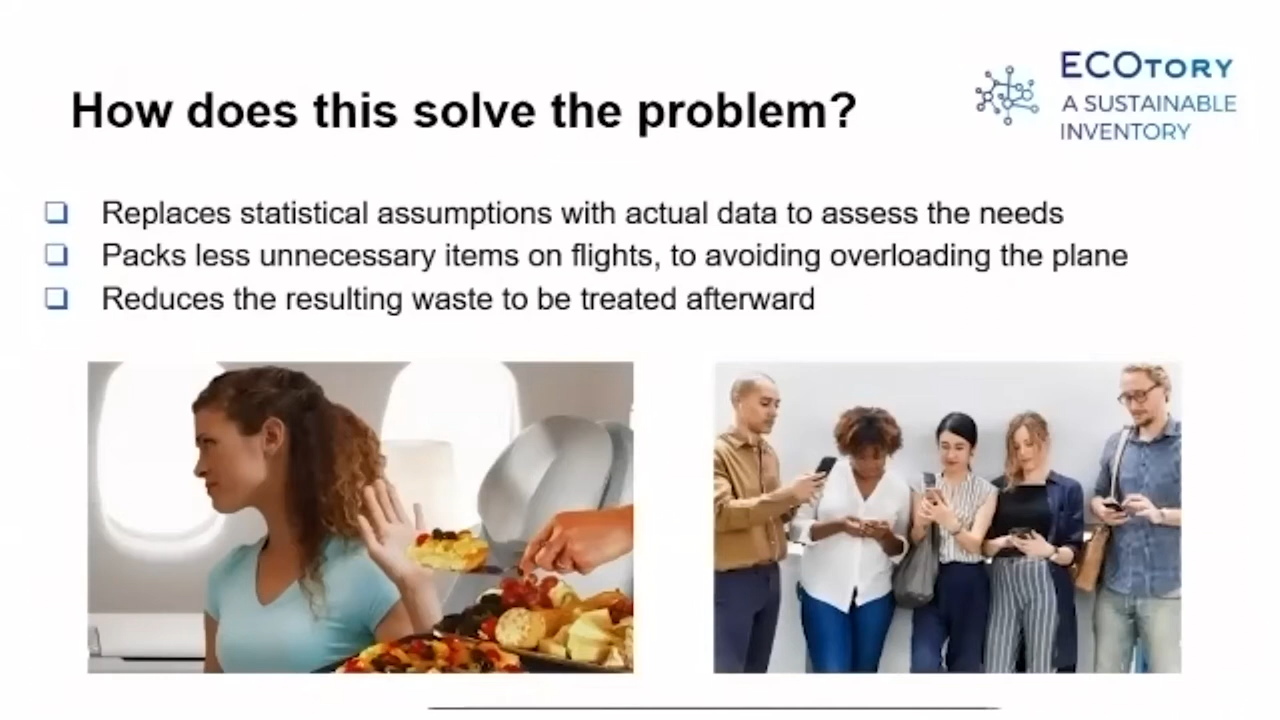 ECOTORY
A SUSTAINABLE
INVENTORY
How does this solve the problem?
Replaces statistical assumptions with actual data to assess the needs
Packs less unnecessary items on flights, to avoiding overloading the plane
Reduces the resulting waste to be treated afterward